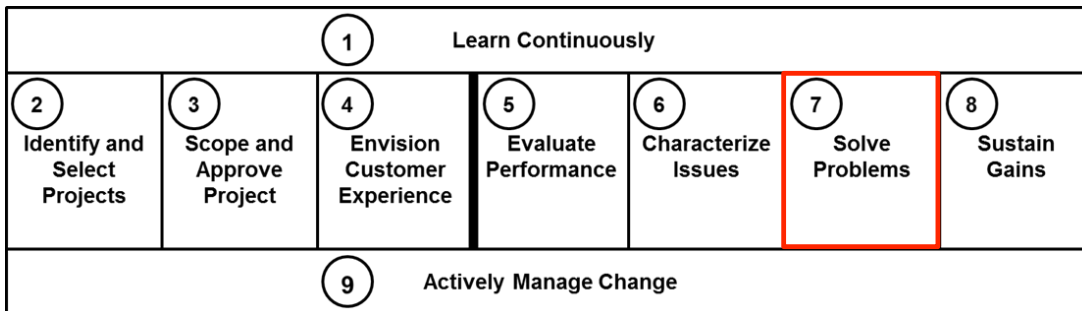 1 Learn Continuously
2
Identify and
Select
Projects
3
Scope and
Approve
Project
4
Envision
Customer
Experience
5
Evaluate
Performance
6
Characterize
Issues
7
Solve
Problems
8
Sustain
Gains
9 Actively Manage Change